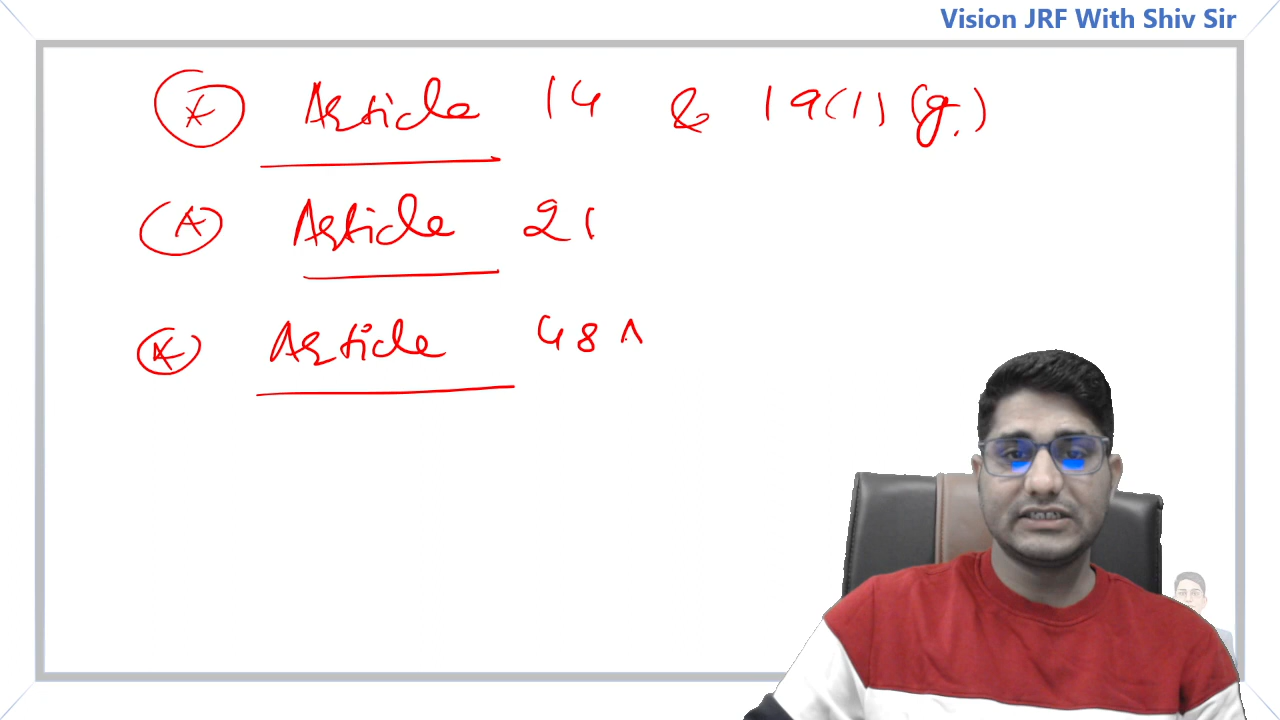 Vision JRF With Shiv Sir
Article 14 & 19(1)(g.)
Article 21
Article 48A